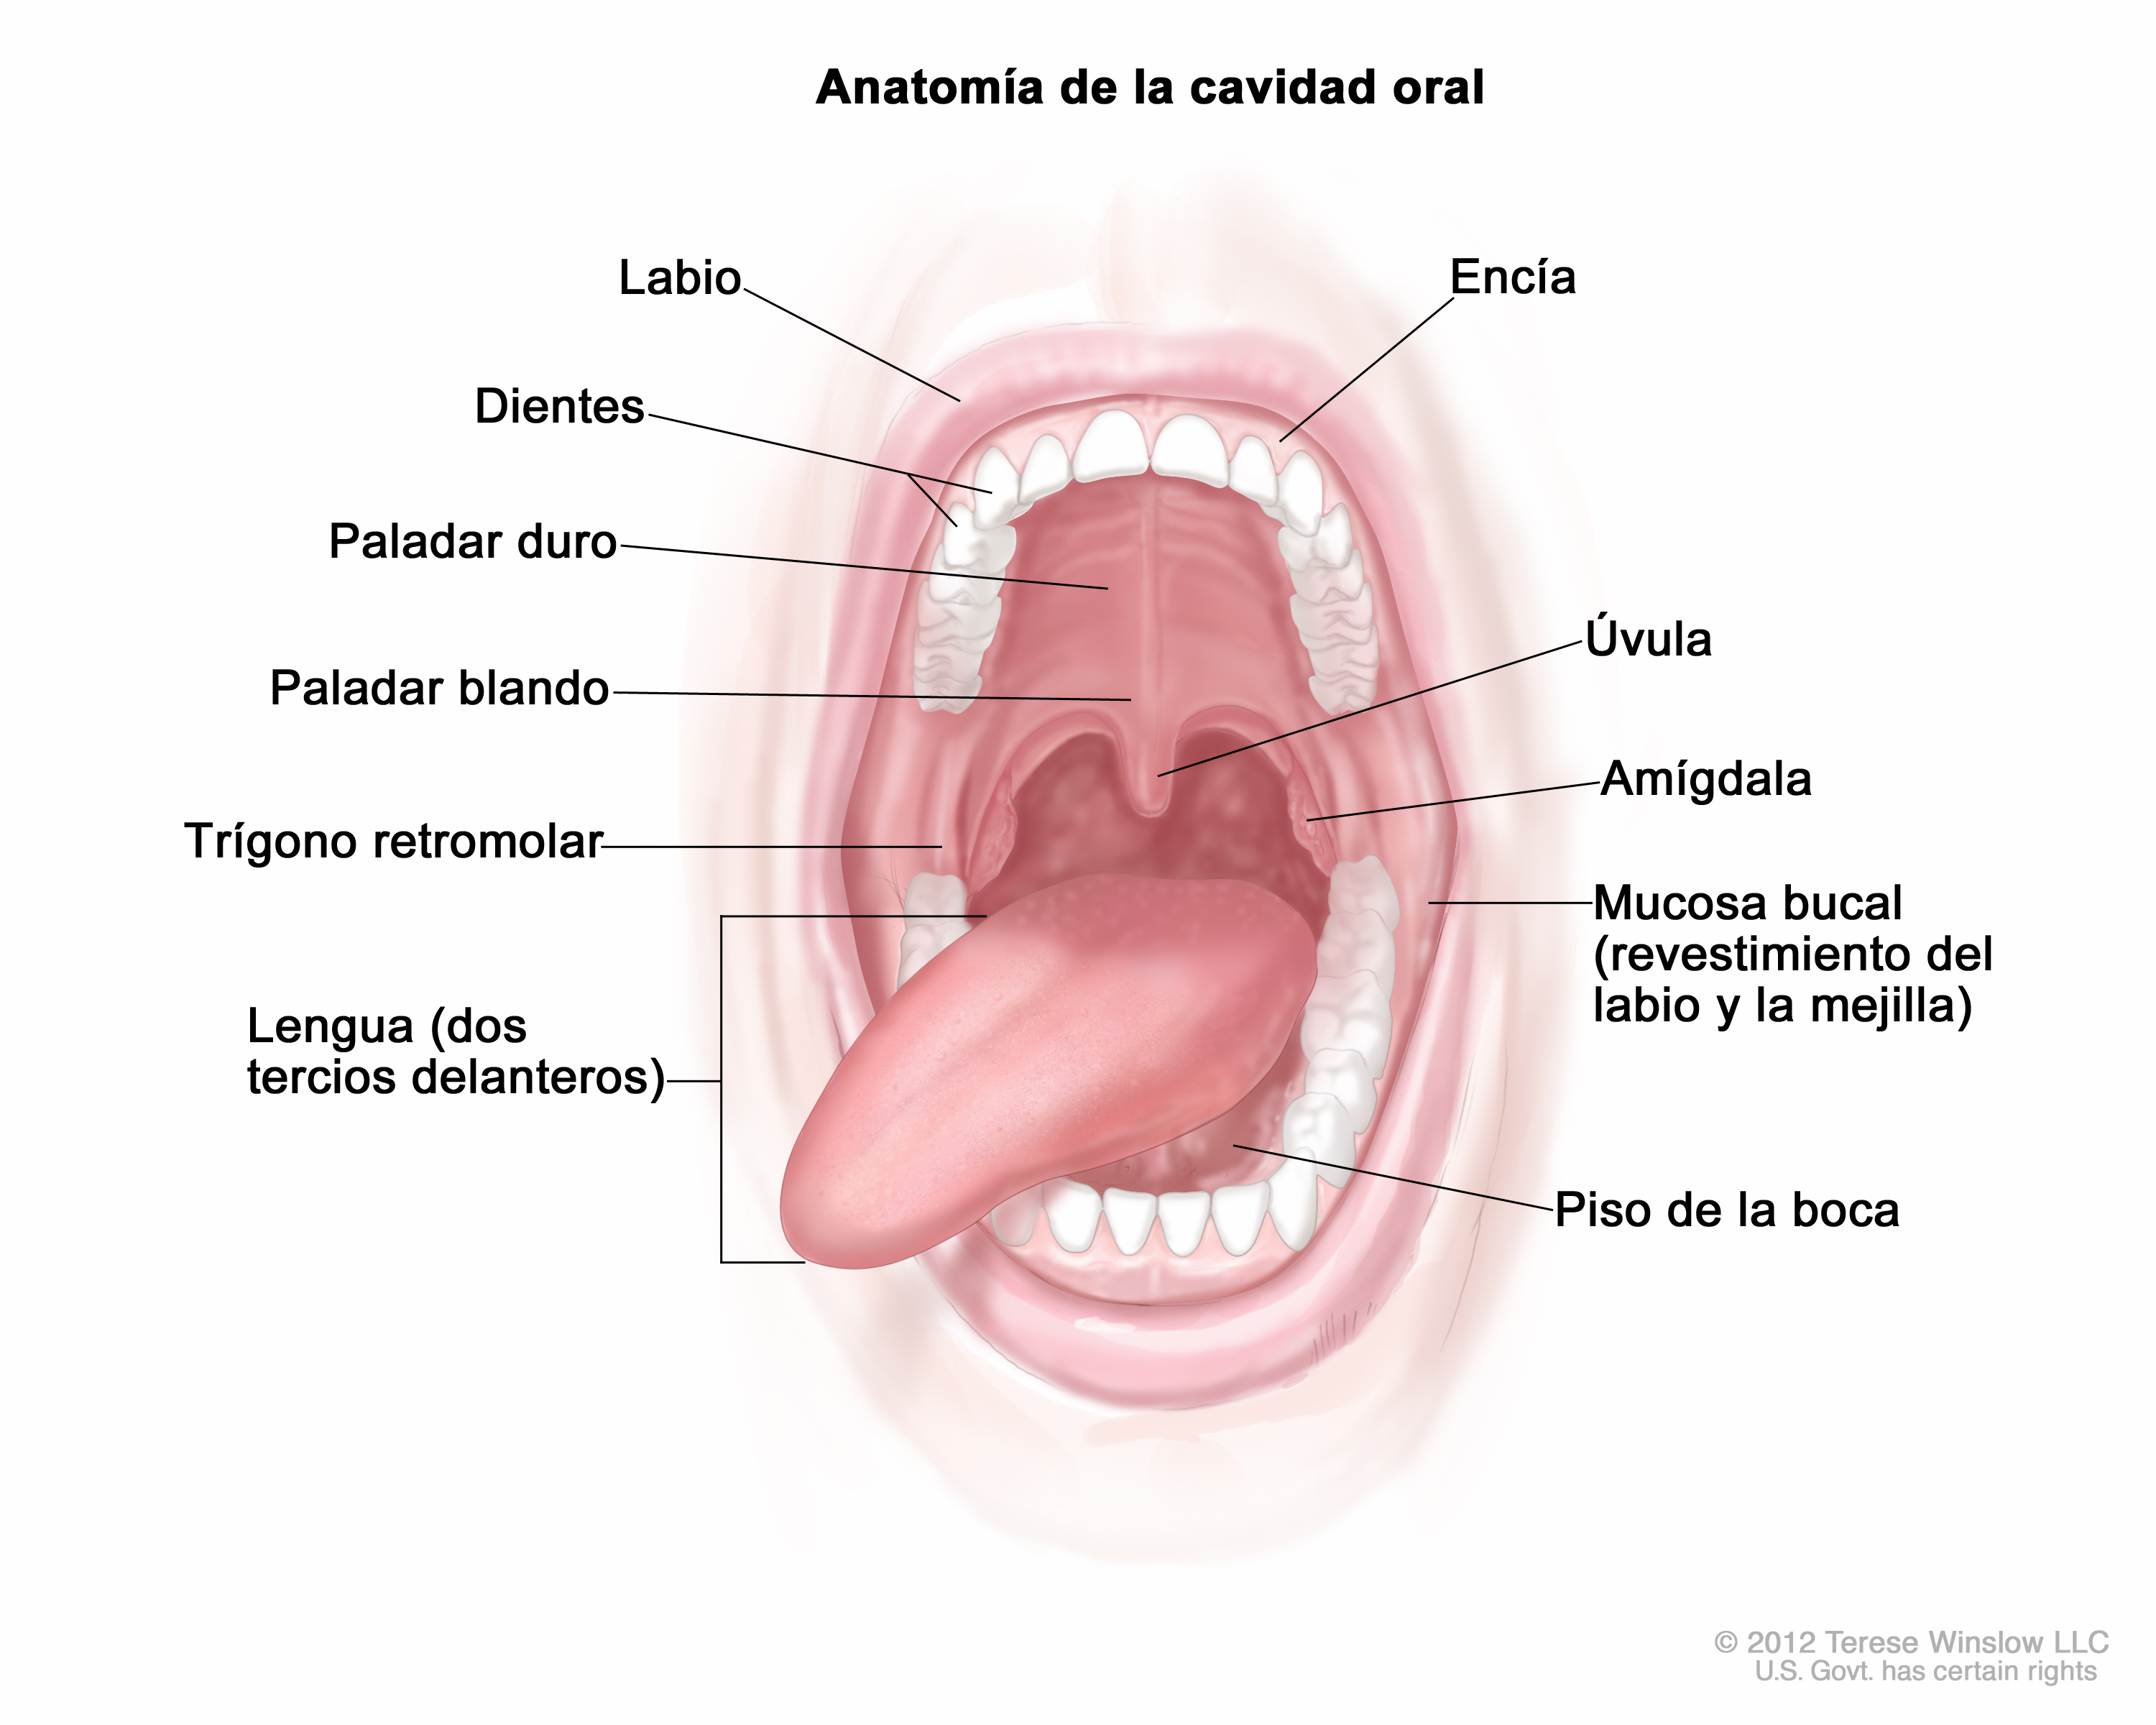 Anatomía de la cavidad oral
Labio
Encía
Dientes
Paladar duro
Úvula
Paladar blando
Amígdala
Trígono retromolar
Mucosa bucal
(revestimiento del
labio y la mejilla)
Lengua (dos
tercios delanteros)
Piso de la boca
© 2012 Terese Winslow LLC
U.S. Govt. has certain rights